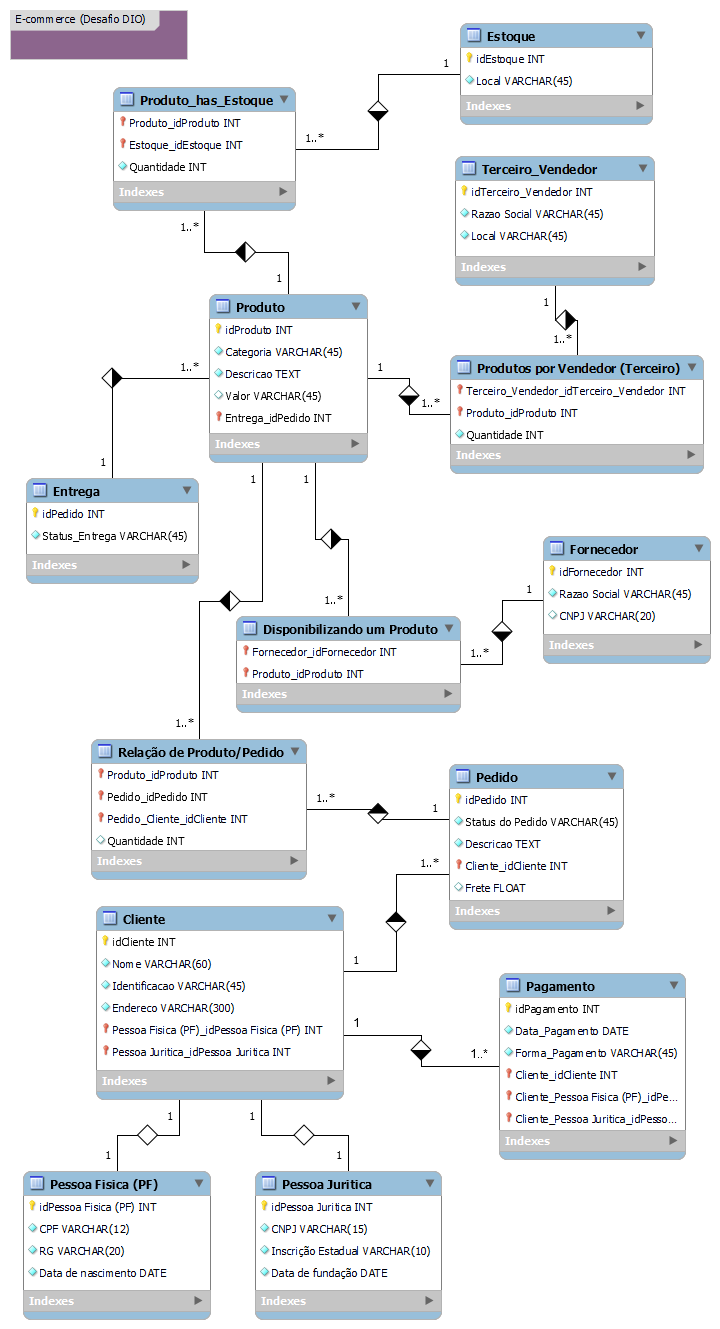 E-commerce (Desafio DIO)
Estoque
idEstoque INT
Local VARCHAR(45)
Indexes
1
1..*
Produto_has_Estoque
Produto_idProduto INT
Estoque_idEstoque INT
Quantidade INT
Indexes
1..*
1
Terceiro_Vendedor
idTerceiro_Vendedor INT
Razao Social VARCHAR(45)
Local VARCHAR(45)
Indexes
1
1..*
Produto
idProduto INT
Categoria VARCHAR(45)
Descricao TEXT
Valor VARCHAR(45)
Entrega_idPedido INT
Indexes
1..*
1
1
1..*
Produtos por Vendedor (Terceiro)
Terceiro_Vendedor_idTerceiro_Vendedor INT
Produto_idProduto INT
Quantidade INT
Indexes
Entrega
idPedido INT
Status_Entrega VARCHAR(45)
Indexes
1
1
1..*
1..*
Fornecedor
idFornecedor INT
Razao Social VARCHAR(45)
CNPJ VARCHAR(20)
Indexes
1
1..*
Disponibilizando um Produto
Fornecedor_idFornecedor INT
Produto_idProduto INT
Indexes
Relação de Produto/Pedido
Produto_idProduto INT
Pedido_idPedido INT
Pedido_Cliente_idCliente INT
Quantidade INT
Indexes
1..*
1
Pedido
idPedido INT
Status do Pedido VARCHAR(45)
Descricao TEXT
Cliente_idCliente INT
Frete FLOAT
Indexes
1..*
1
Cliente
idCliente INT
Nome VARCHAR(60)
Identificacao VARCHAR(45)
Endereco VARCHAR(300)
Pessoa Fisica (PF)_idPessoa Fisica (PF) INT
Pessoa Juritica_idPessoa Juritica INT
Indexes
1
1..*
Pagamento
idPagamento INT
Data_Pagamento DATE
Forma_Pagamento VARCHAR(45)
Cliente_idCliente INT
Cliente_Pessoa Fisica (PF)_idPe...
Cliente_Pessoa Juritica_idPesso...
Indexes
1
1
1
1
Pessoa Fisica (PF)
idPessoa Fisica (PF) INT
CPF VARCHAR(12)
RG VARCHAR(20)
Data de nascimento DATE
Indexes
Pessoa Juritica
idPessoa Juritica INT
CNPJ VARCHAR(15)
Inscrição Estadual VARCHAR(10)
Data de fundação DATE
Indexes